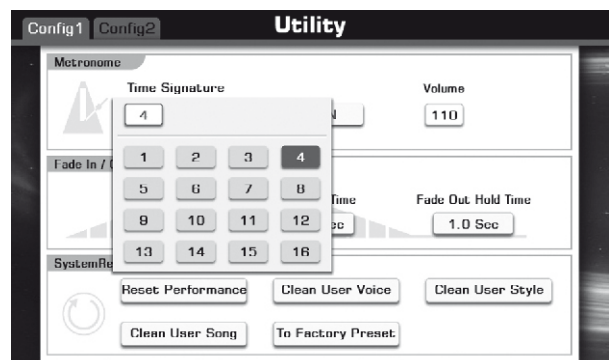 Config1 Config2 Utility
Metronome
Time Signature Volume
4 110
Fade In /
1 2 3 4
5 6 7 8
Time Fade Out Hold Time
9 10 11 12
1.0 Sec
13 14 15 16
Reset Performance Clean User Voice Clean User Style
Clean User Song To Factory Preset